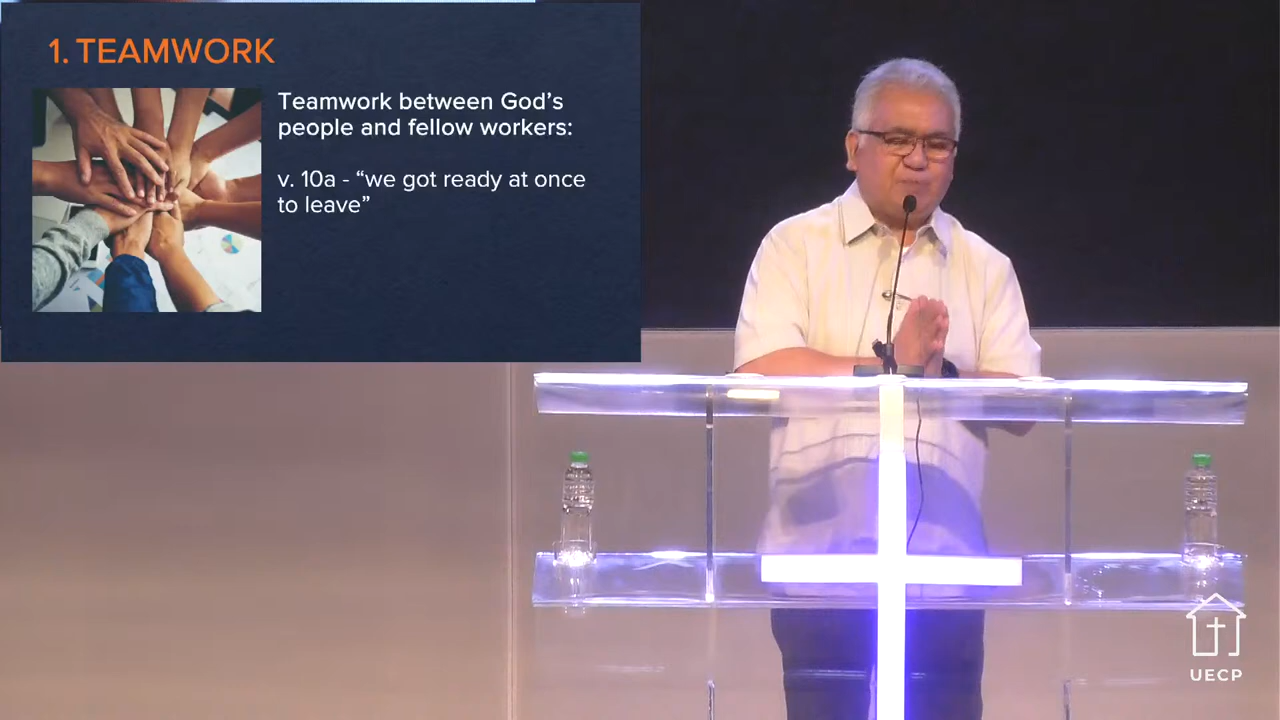 1. TEAMWORK
Teamwork between God’s
people and fellow workers:
v. 10a - “we got ready at once
to leave”
UECP